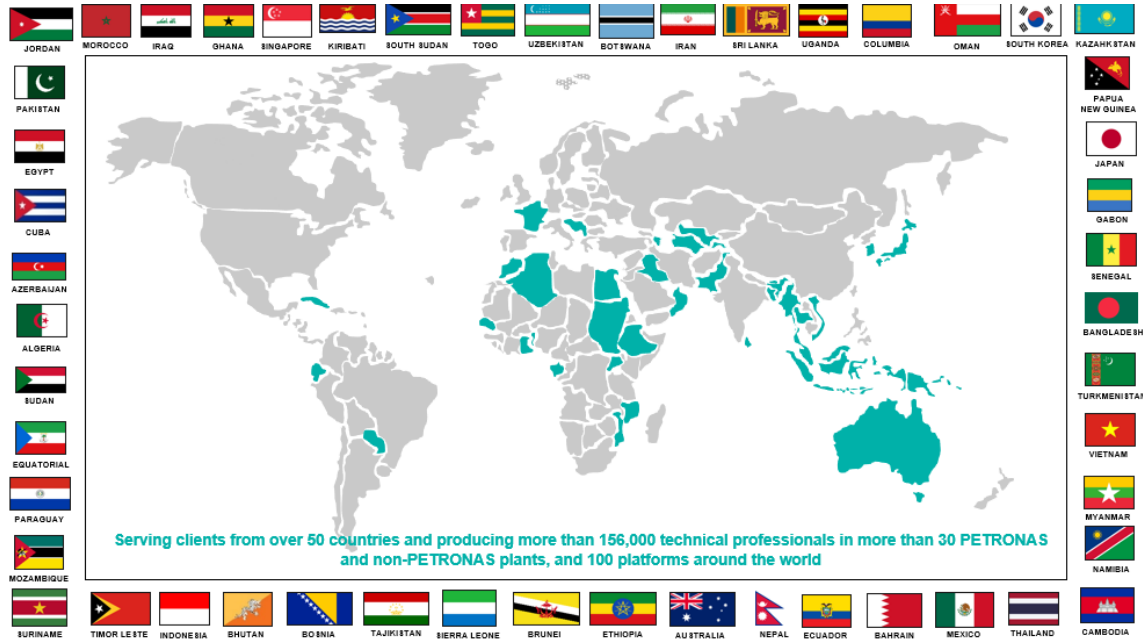 JORDAN
MOROCCO
IRAQ
GHANA
SINGAPORE
KIRIBATI
SOUTH SUDAN
TOGO
UZBEKISTAN
BOTSWANA
IRAN
SRI LANKA
UGANDA
COLUMBIA
OMAN
SOUTH KOREA
KAZAHKSTAN
PAKISTAN
EGYPT
CUBA
AZERBAIJAN
ALGERIA
SUDAN
EQUATORIAL
PARAGUAY
MOZAMBIQUE
PAPUA
NEW GUINEA
JAPAN
GABON
SENEGAL
BANGLADESH
TURKMENISTAN
VIETNAM
MYANMAR
NAMIBIA
Serving clients from over 50 countries and producing more than 156,000 technical professionals in more than 30 PETRONAS
and non-PETRONAS plants, and 100 platforms around the world
SURINAME
TIMOR LESTE
INDONESIA
BHUTAN
BOSNIA
TAJIKISTAN
SIERRA LEONE
BRUNEI
ETHIOPIA
AUSTRALIA
NEPAL
ECUADOR
BAHRAIN
MEXICO
THAILAND
CAMBODIA